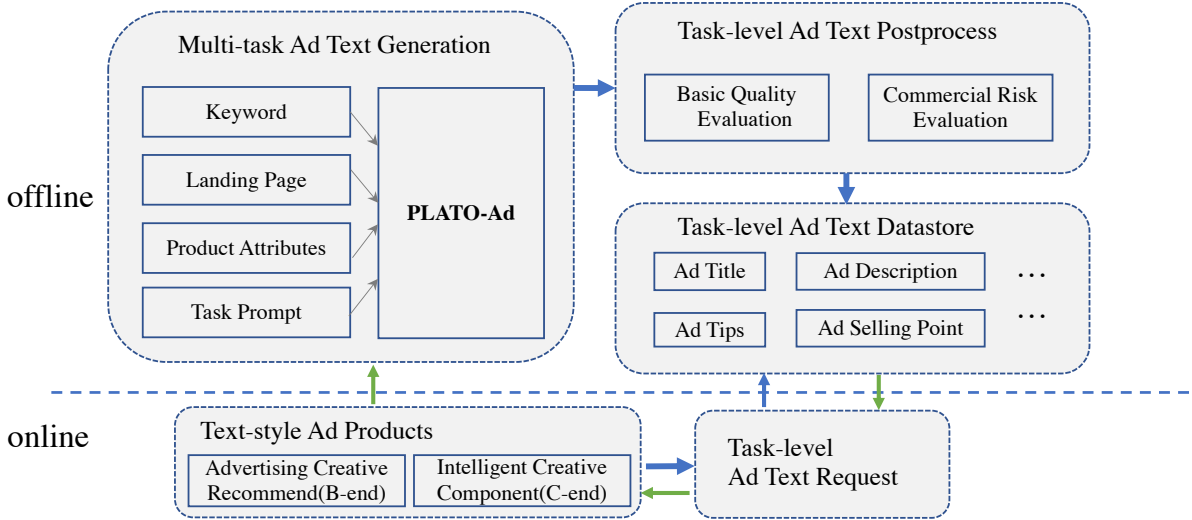 Multi-task Ad Text Generation
Keyword
Landing Page
Product Attributes
Task Prompt
PLATO-Ad
Task-level Ad Text Postprocess
Basic Quality
Evaluation
Commercial Risk
Evaluation
offline
Task-level Ad Text Datastore
Ad Title
Ad Description
...
Ad Tips
Ad Selling Point
...
online
Text-style Ad Products
Advertising Creative
Recommend(B-end)
Intelligent Creative
Component(C-end)
Task-level
Ad Text Request